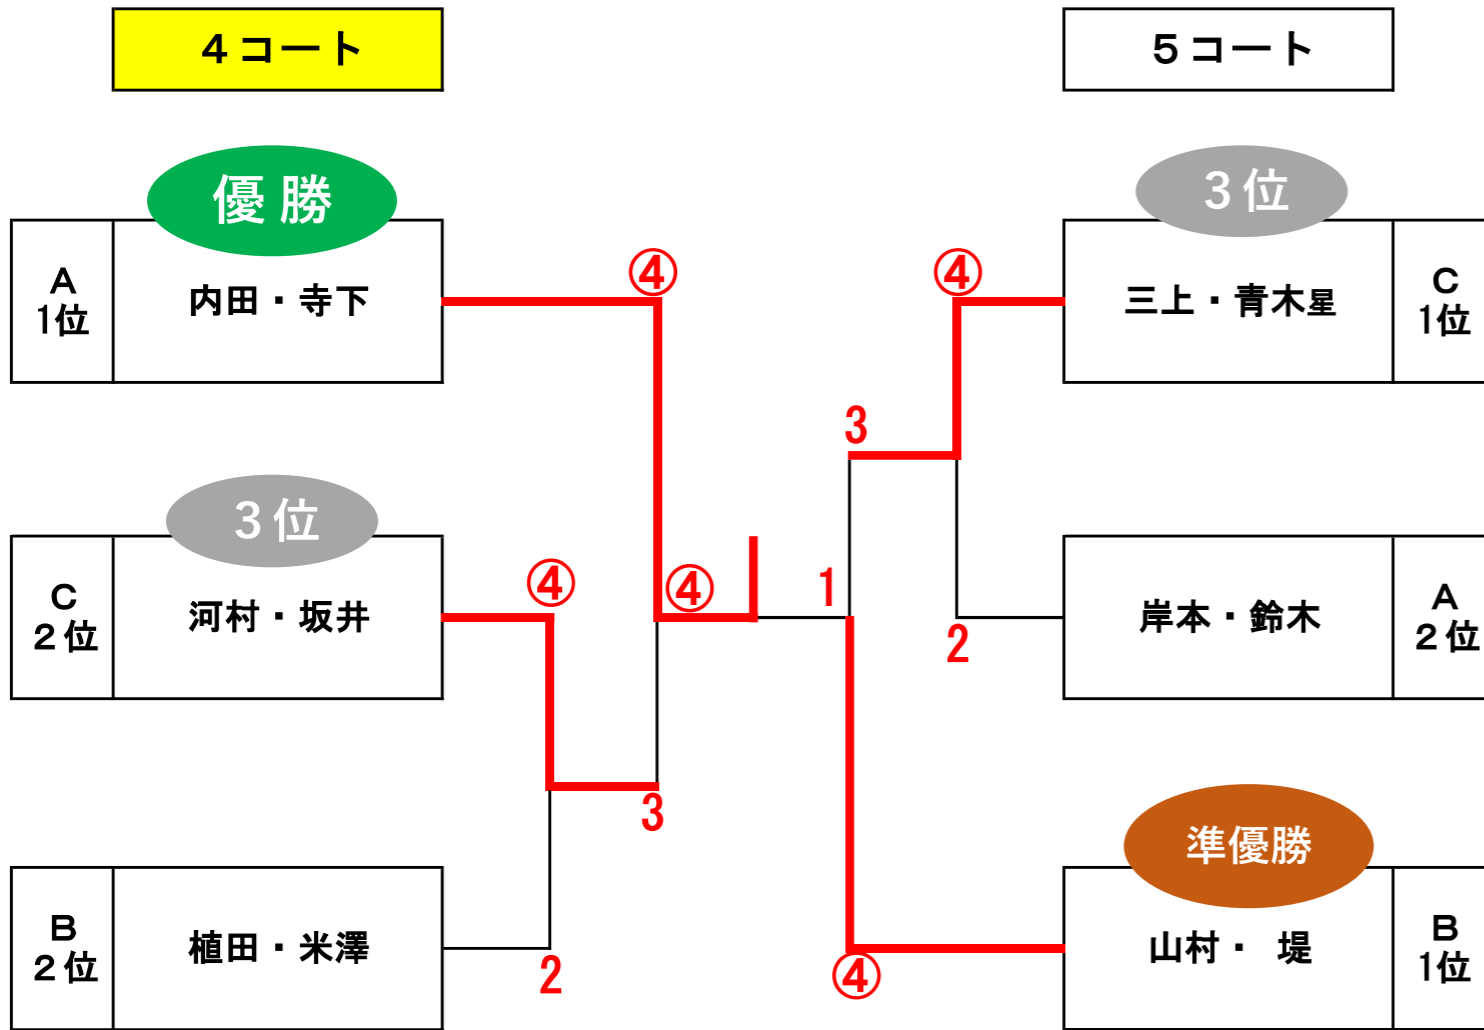 ４コート
５コート
優 勝
３位
A
1位
内田・寺下
④
④
三上・青木星
C
1位
3
３位
C
２位
河村・坂井
④
④
1
岸本・鈴木
A
２位
2
3
準優勝
B
２位
植田・米澤
2
④
山村・　堤
B
1位